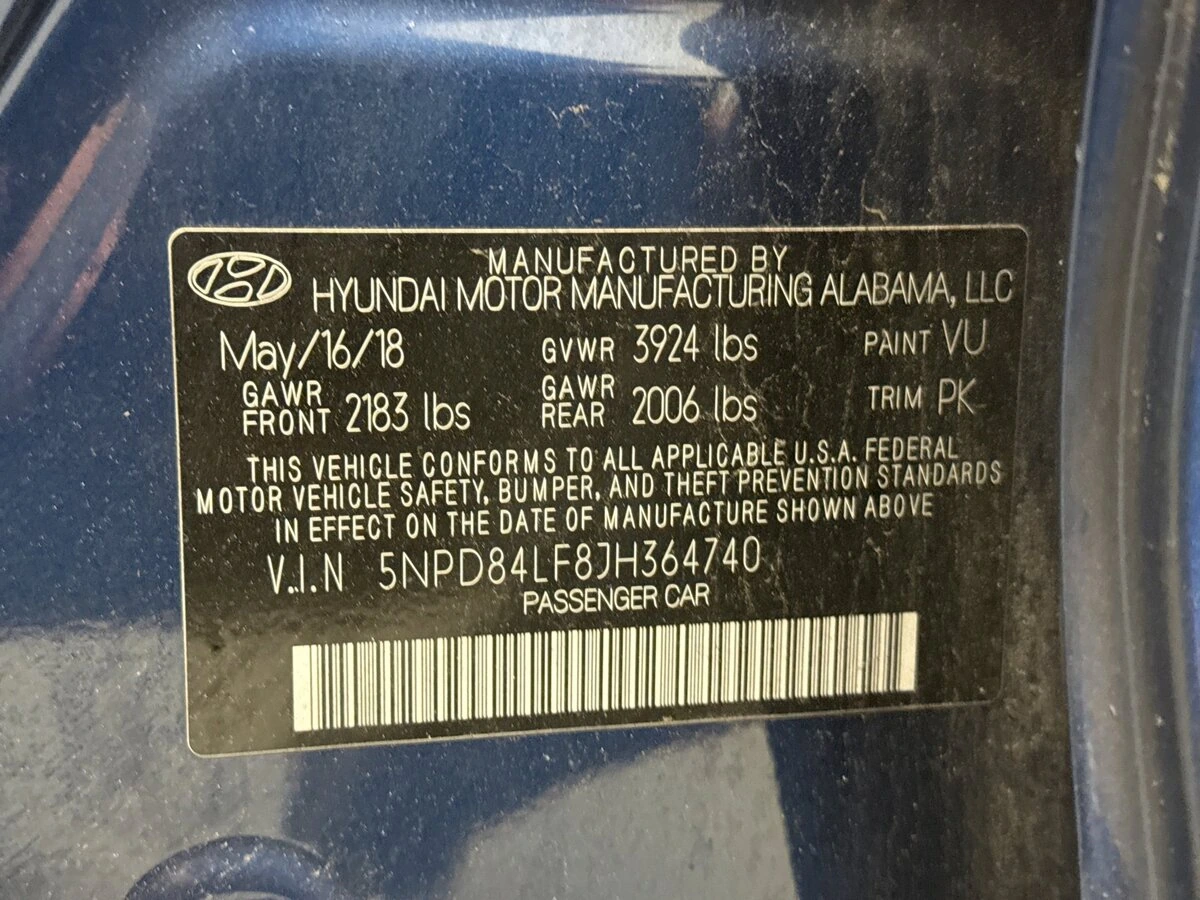 MANUFACTURED BY
HYUNDAI MOTOR MANUFACTURING ALABAMA, LLC
May/16/18 GVWR 3924 lbs PAINT VU
GAWR FRONT 2183 lbs GAWR REAR 2006 lbs TRIM PK
THIS VEHICLE CONFORMS TO ALL APPLICABLE U.S.A. FEDERAL
MOTOR VEHICLE SAFETY, BUMPER, AND THEFT PREVENTION STANDARDS
IN EFFECT ON THE DATE OF MANUFACTURE SHOWN ABOVE
V.I.N 5NPD84LF8JH364740
PASSENGER CAR